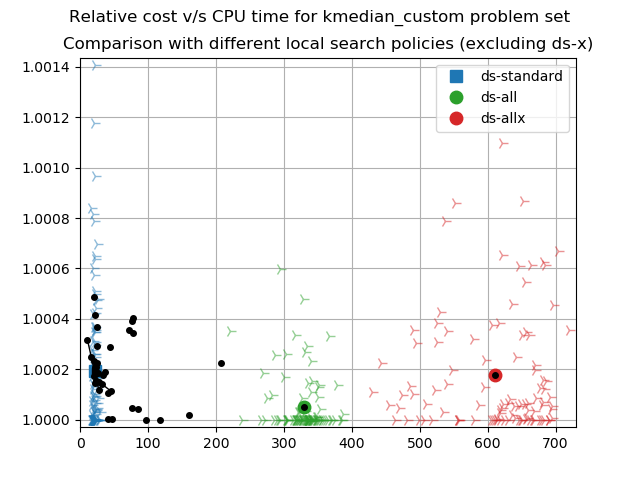 Relative cost v/s CPU time for kmedian_custom problem set
Comparison with different local search policies (excluding ds-x)
ds-standard
ds-all
ds-allx
1.0014
1.0012
1.0010
1.0008
1.0006
1.0004
1.0002
1.0000
0 100 200 300 400 500 600 700